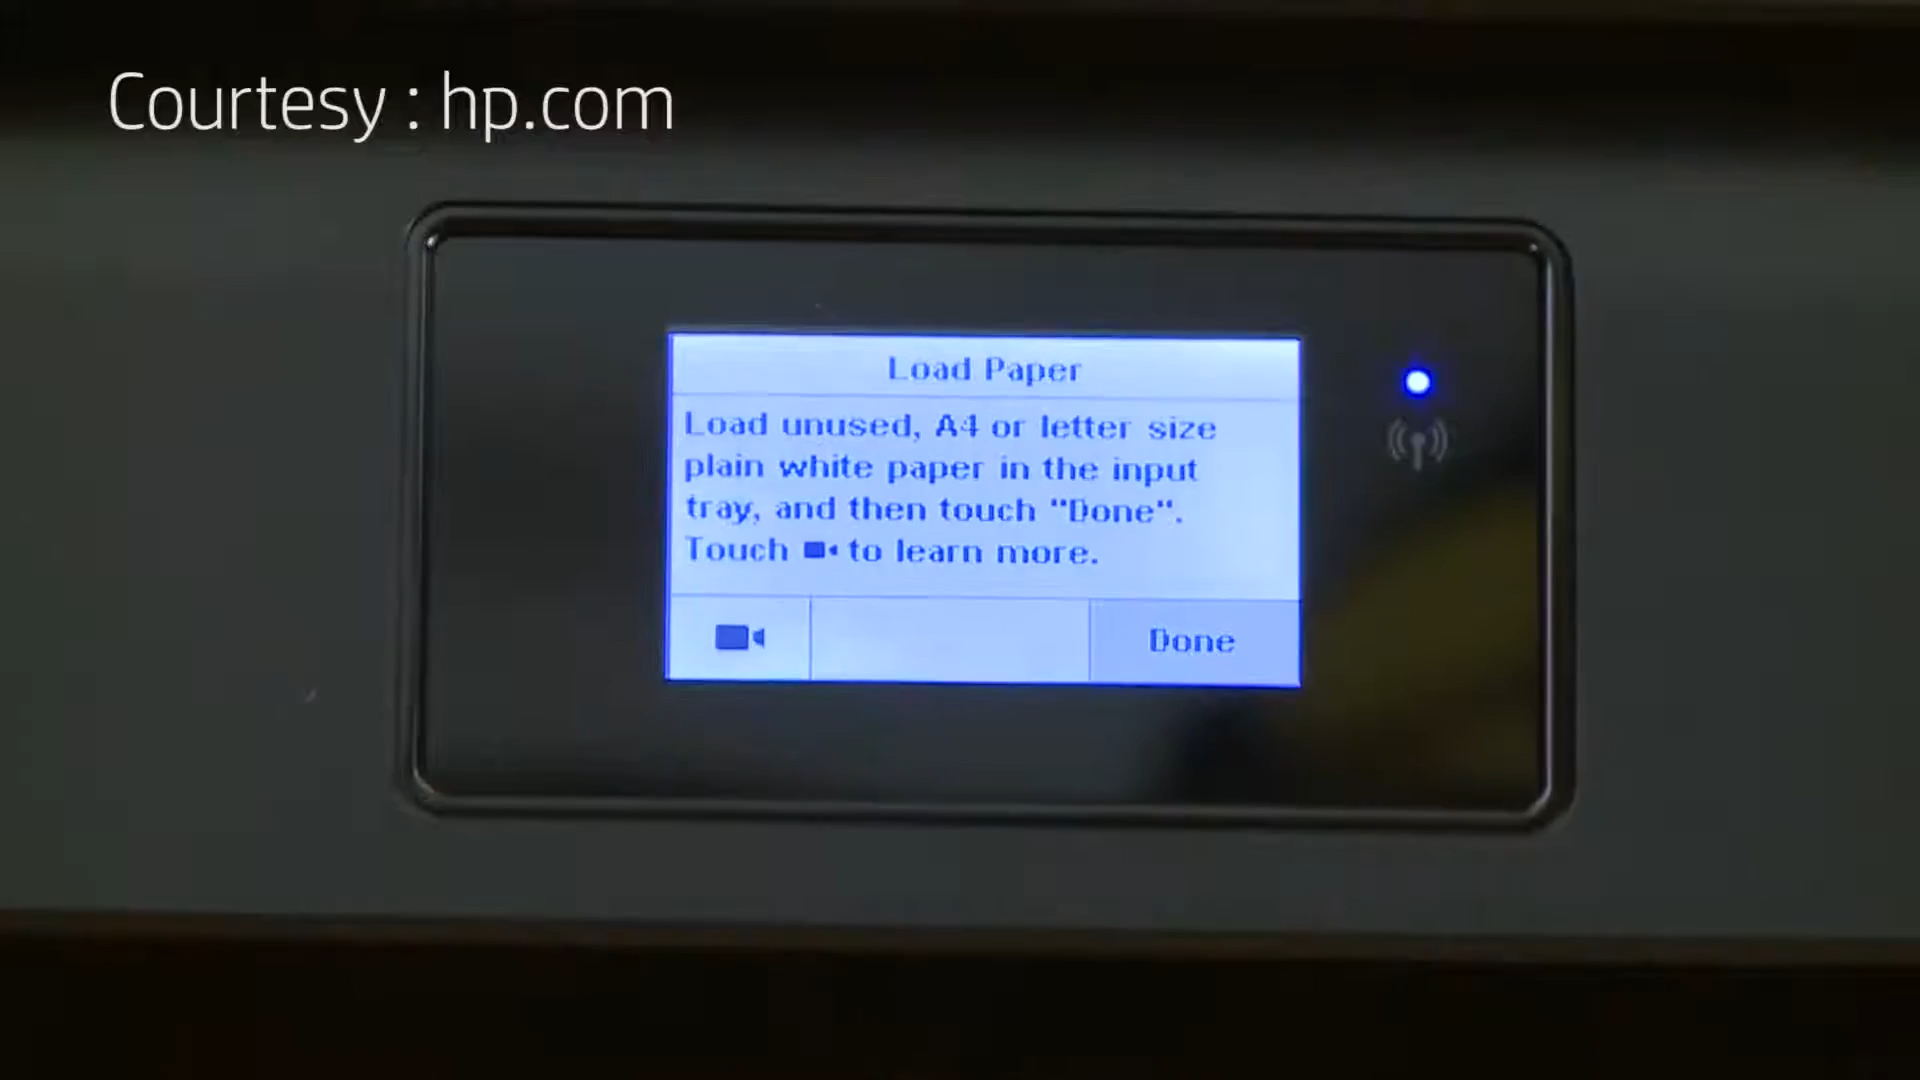 Courtesy : hp.com
Load Paper
Load unused, A4 or letter size
plain white paper in the input
tray, and then touch "Done".
Touch to learn more.
Done